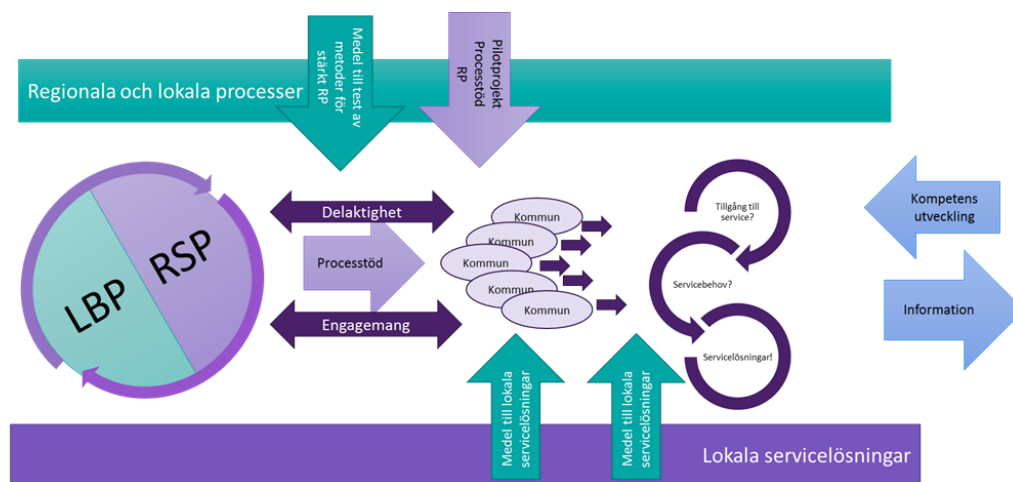 Medel till test av
metoder för
stärkt RP
Pilotprojekt
Processtöd
RP
Regionala och lokala processer
LBP
RSP
Delaktighet
Processtöd
Engagemang
Kommun
Kommun
Kommun
Kommun
Kommun
Tillgång till
service?
Servicebehov?
Servicelösningar!
Kompetens
utveckling
Information
Medel till lokala
servicelösningar
Medel till lokala
servicelösningar
Lokala servicelösningar